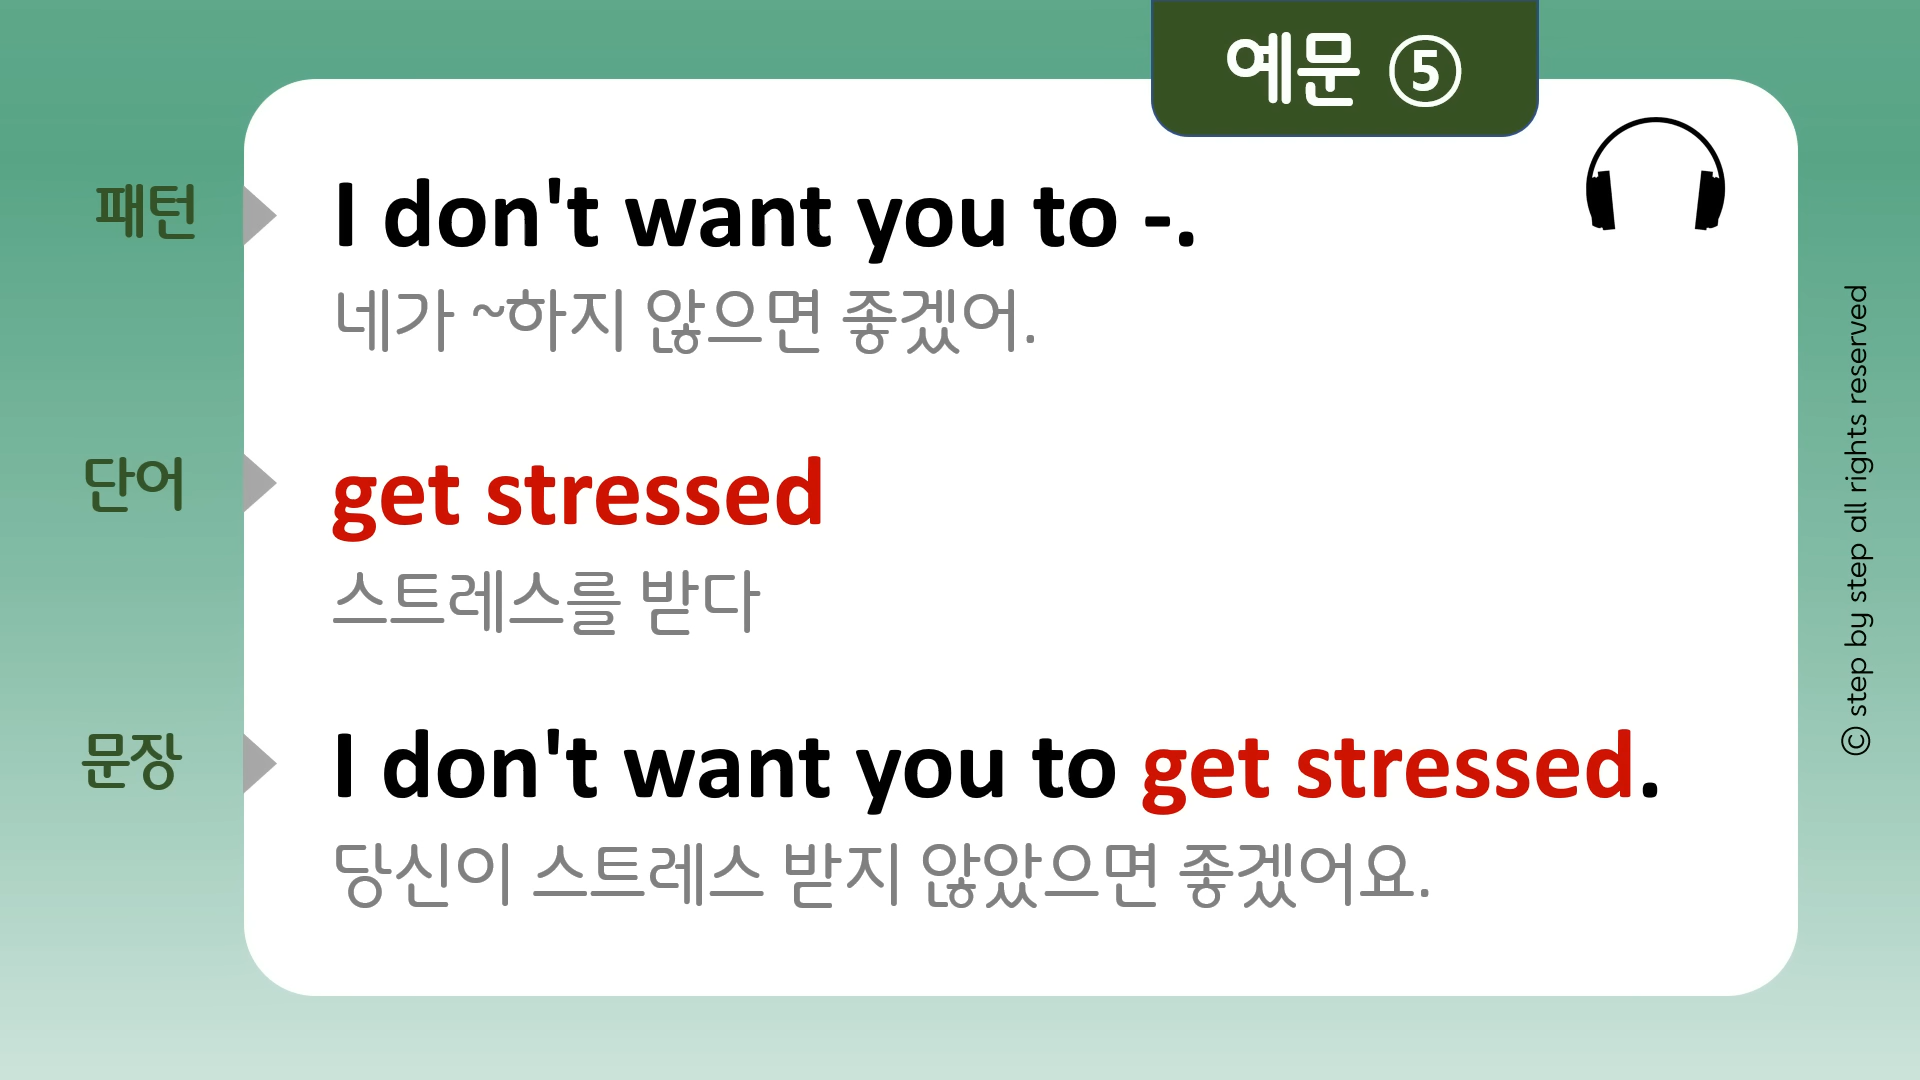 예문 ⑤
패턴
I don't want you to -.
네가 ~하지 않으면 좋겠어.
단어
get stressed
스트레스를 받다
문장
I don't want you to get stressed.
당신이 스트레스 받지 않았으면 좋겠어요.
© step by step all rights reserved